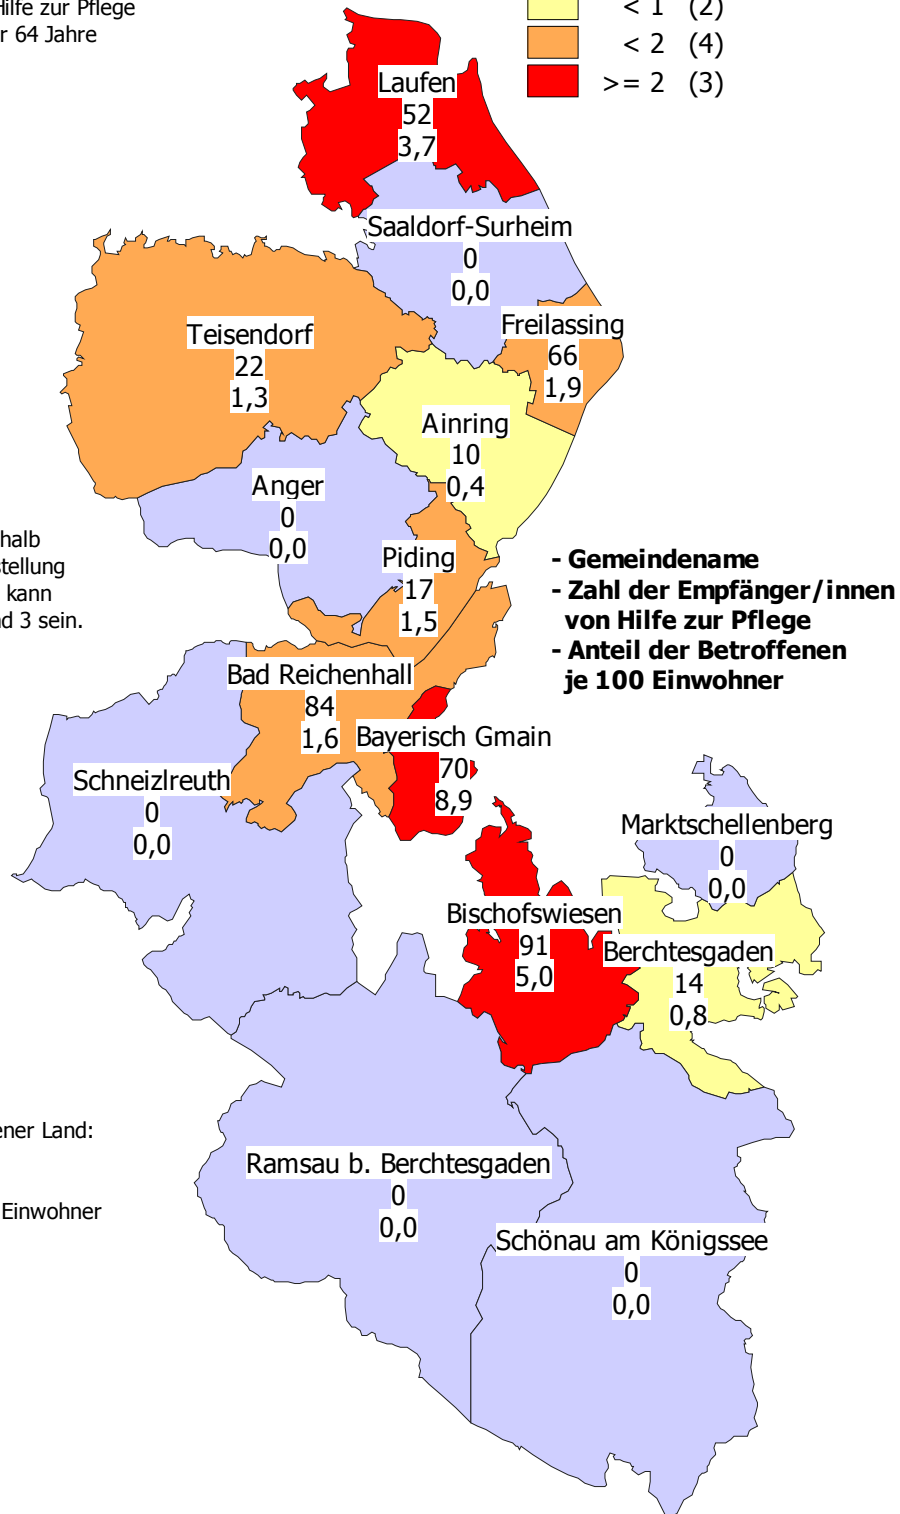 Hilfe zur Pflege
r 64 Jahre
< 1 (2)
< 2 (4)
>= 2 (3)
Laufen
52
3,7
Saaldorf-Surheim
0
0,0
Freilassing
66
1,9
Teisendorf
22
1,3
Ainring
10
0,4
Anger
0
0,0
halb
tellung
kann
d 3 sein.
Piding
17
1,5
- Gemeindename
- Zahl der Empfänger/innen
von Hilfe zur Pflege
- Anteil der Betroffenen
je 100 Einwohner
Bad Reichenhall
84
1,6
Bayerisch Gmain
70
8,9
Schneizlreuth
0
0,0
Marktschellenberg
0
0,0
Bischofswiesen
91
5,0
Berchtesgaden
14
0,8
ener Land:
Einwohner
Ramsau b. Berchtesgaden
0
0,0
Schönau am Königssee
0
0,0